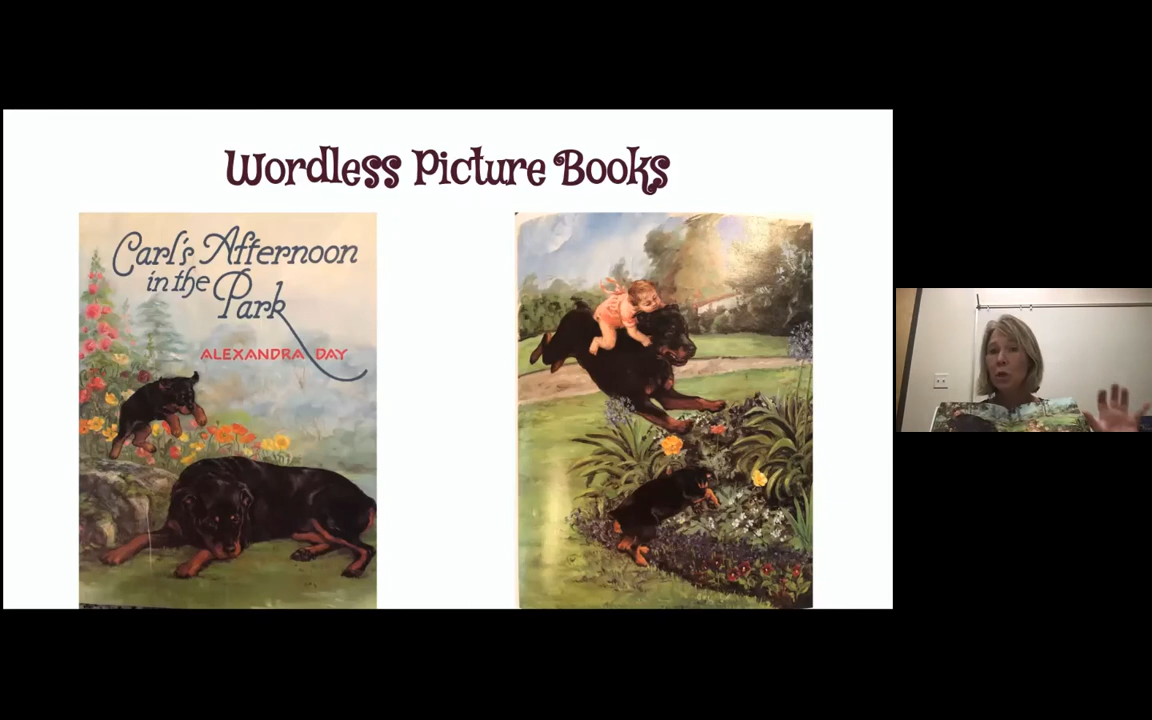 Wordless Picture Books
Carl's Afternoon
in the
Park
ALEXANDRA DAY